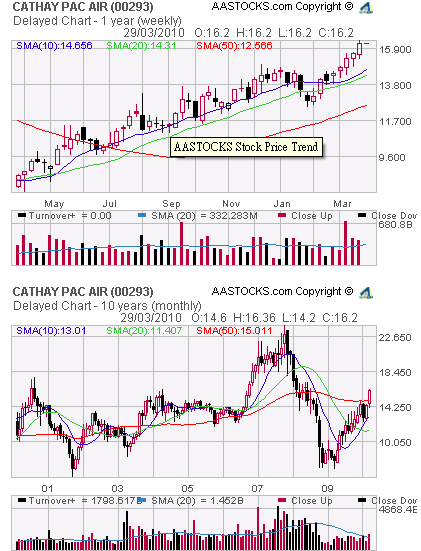 CATHAY PAC AIR (00293) AASTOCKS.com Copyright ©
Delayed Chart - 1 year (weekly)
29/03/2010 O:16.2 H:16.2 L:16.2 C:16.2
SMA(10):14.656 SMA(20):14.31 SMA(50):12.566
15.900
13.800
11.700
9.600
AASTOCKS Stock Price Trend
May Jul Sep Nov Jan Mar
Turnover+ = 0.00 SMA (20) = 332.283M Close Up Close Dow
680.8B
CATHAY PAC AIR (00293) AASTOCKS.com Copyright ©
Delayed Chart - 10 years (monthly)
29/03/2010 O:14.6 H:16.36 L:14.2 C:16.2
SMA(10):13.01 SMA(20):11.407 SMA(50):15.011
22.650
18.450
14.250
10.050
01 03 05 07 09
Turnover+ = 1798.617B SMA (20) = 1.452B Close Up Close Dow
4868.4E